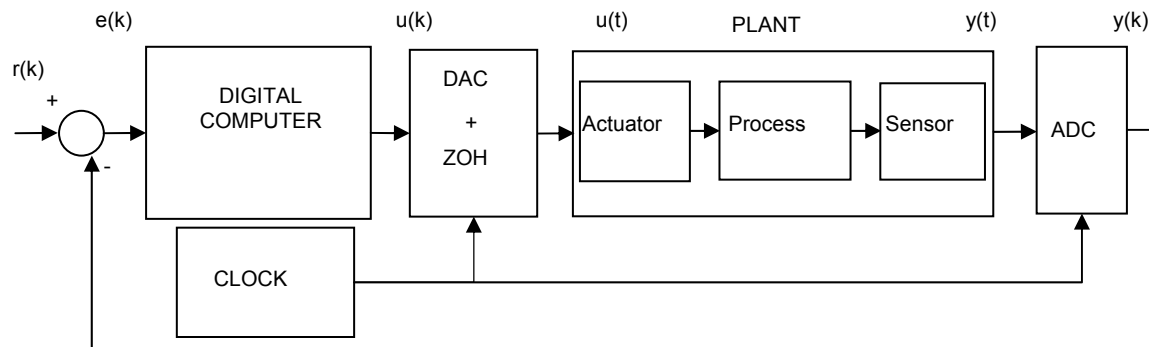 e(k)
u(k)
u(t)
PLANT
y(t)
y(k)
r(k)
+
-
DIGITAL
COMPUTER
DAC
+
ZOH
Actuator
Process
Sensor
ADC
CLOCK